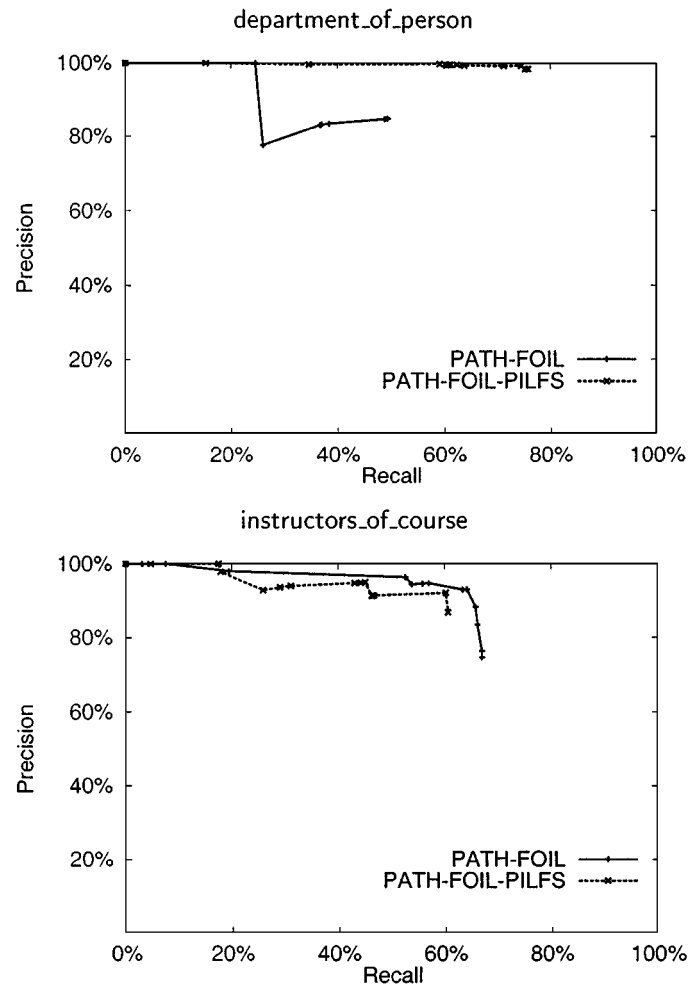 department_of_person
100%
80%
60%
40%
20%
Precision
PATH-FOIL
PATH-FOIL-PILFS
0% 20% 40% 60% 80% 100%
Recall
instructors_of_course
100%
80%
60%
40%
20%
Precision
PATH-FOIL
PATH-FOIL-PILFS
0% 20% 40% 60% 80% 100%
Recall